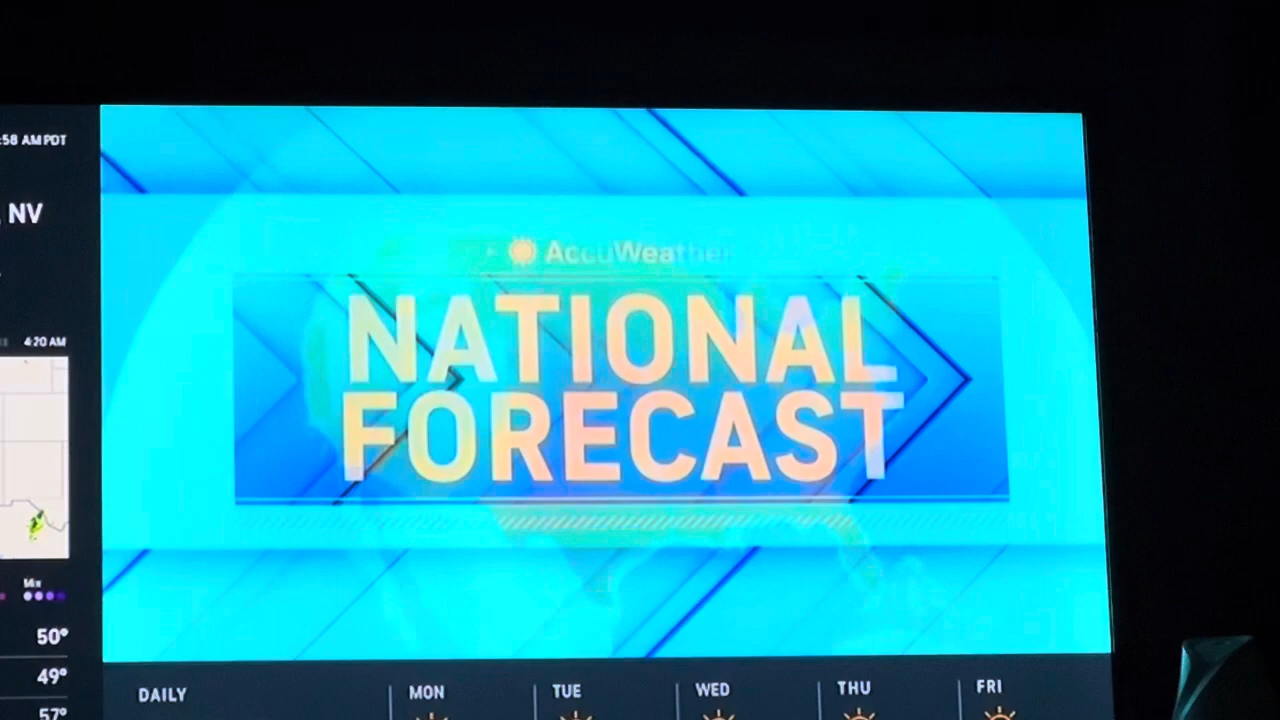 :58 AM PDT
, NV
4:20 AM
Mix
50°
49°
57°
AccuWeather
NATIONAL
FORECAST
DAILY
MON
TUE
WED
THU
FRI